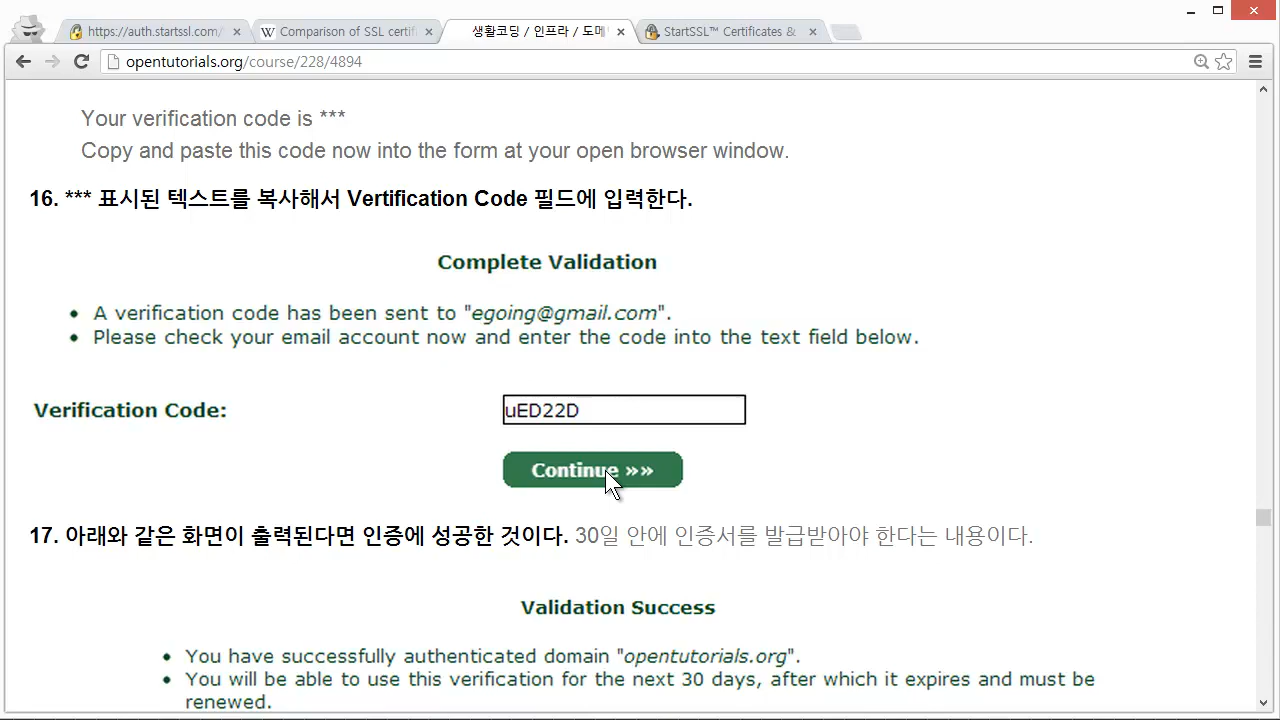 https://auth.startssl.com/
Comparison of SSL certifi
생활코딩 / 인프라 / 도메
StartSSL™ Certificates &
opentutorials.org/course/228/4894
Your verification code is ***
Copy and paste this code now into the form at your open browser window.
16. *** 표시된 텍스트를 복사해서 Vertification Code 필드에 입력한다.
Complete Validation
• A verification code has been sent to "egoing@gmail.com".
• Please check your email account now and enter the code into the text field below.
Verification Code: uED22D
Continue »»
17. 아래와 같은 화면이 출력된다면 인증에 성공한 것이다. 30일 안에 인증서를 발급받아야 한다는 내용이다.
Validation Success
• You have successfully authenticated domain "opentutorials.org".
• You will be able to use this verification for the next 30 days, after which it expires and must be
renewed.